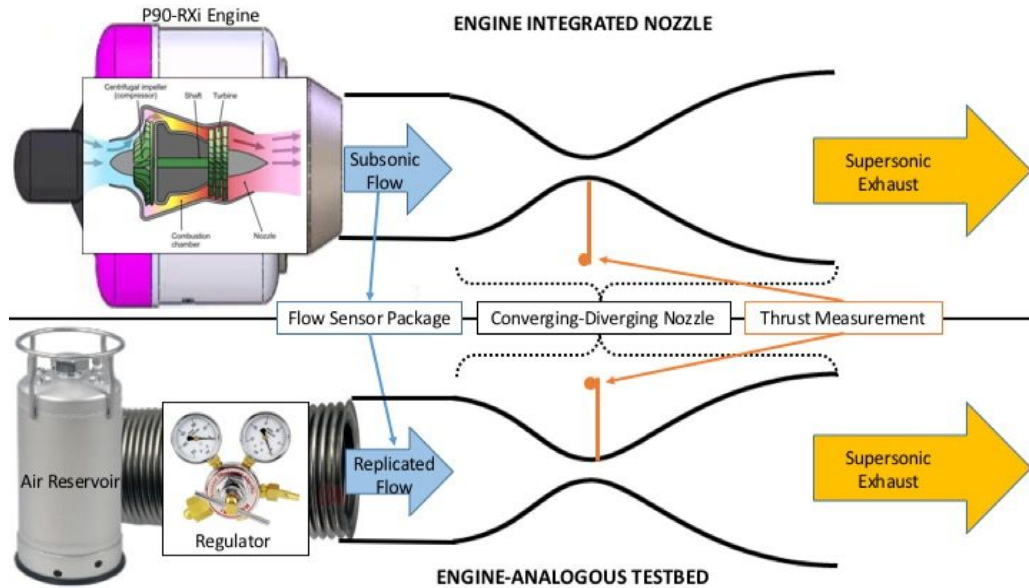 P90-RXi Engine
ENGINE INTEGRATED NOZZLE
Centrifugal impeller
(compressor)
Shaft
Turbine
Combustion
chamber
Nozzle
Subsonic
Flow
Supersonic
Exhaust
Flow Sensor Package
Converging-Diverging Nozzle
Thrust Measurement
Air Reservoir
Regulator
Replicated
Flow
Supersonic
Exhaust
ENGINE-ANALOGOUS TESTBED